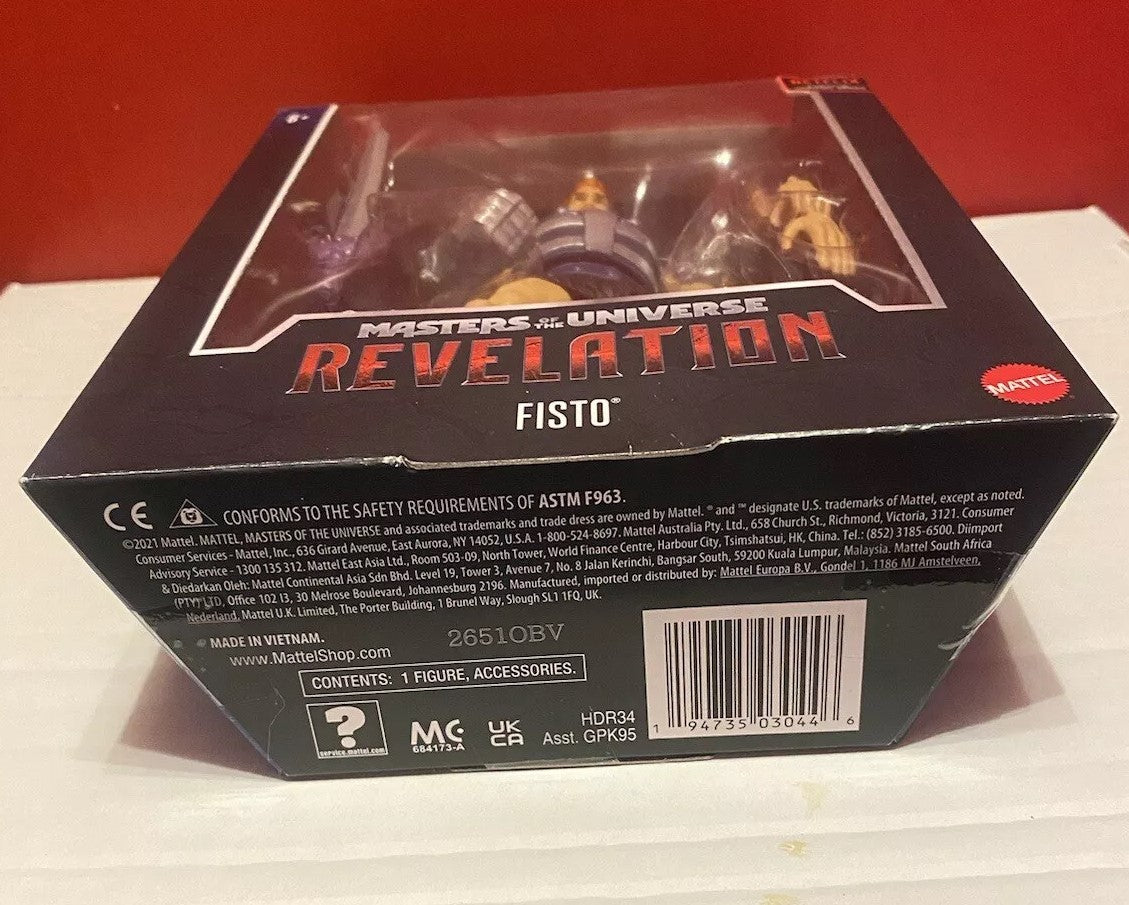 6+
MASTERS OF THE UNIVERSE
REVELATION
FISTO®
MATTEL
CE
CONFORMS TO THE SAFETY REQUIREMENTS OF ASTM F963.
©2021 Mattel. MATTEL, MASTERS OF THE UNIVERSE and associated trademarks and trade dress are owned by Mattel. ® and ™ designate U.S. trademarks of Mattel, except as noted.
Consumer Services - Mattel, Inc., 636 Girard Avenue, East Aurora, NY 14052, U.S.A. 1-800-524-8697. Mattel Australia Pty. Ltd., 658 Church St., Richmond, Victoria, 3121. Consumer
Advisory Service - 1300 135 312. Mattel East Asia Ltd., Room 503-09, North Tower, World Finance Centre, Harbour City, Tsimshatsui, HK, China. Tel.: (852) 3185-6500. Diimport
& Diedarkan Oleh: Mattel Continental Asia Sdn Bhd. Level 19, Tower 3, Avenue 7, No. 8 Jalan Kerinchi, Bangsar South, 59200 Kuala Lumpur, Malaysia. Mattel South Africa
(PTY) LTD, Office 102 I3, 30 Melrose Boulevard, Johannesburg 2196. Manufactured, imported or distributed by: Mattel Europa B.V., Gondel 1, 1186 MJ Amstelveen,
Nederland. Mattel U.K. Limited, The Porter Building, 1 Brunel Way, Slough SL1 1FQ, UK.
MADE IN VIETNAM.
www.MattelShop.com
2651OBV
CONTENTS: 1 FIGURE, ACCESSORIES.
?
service.mattel.com
MC
684173-A
UK
CA
HDR34
Asst. GPK95
1 94735 03044 6